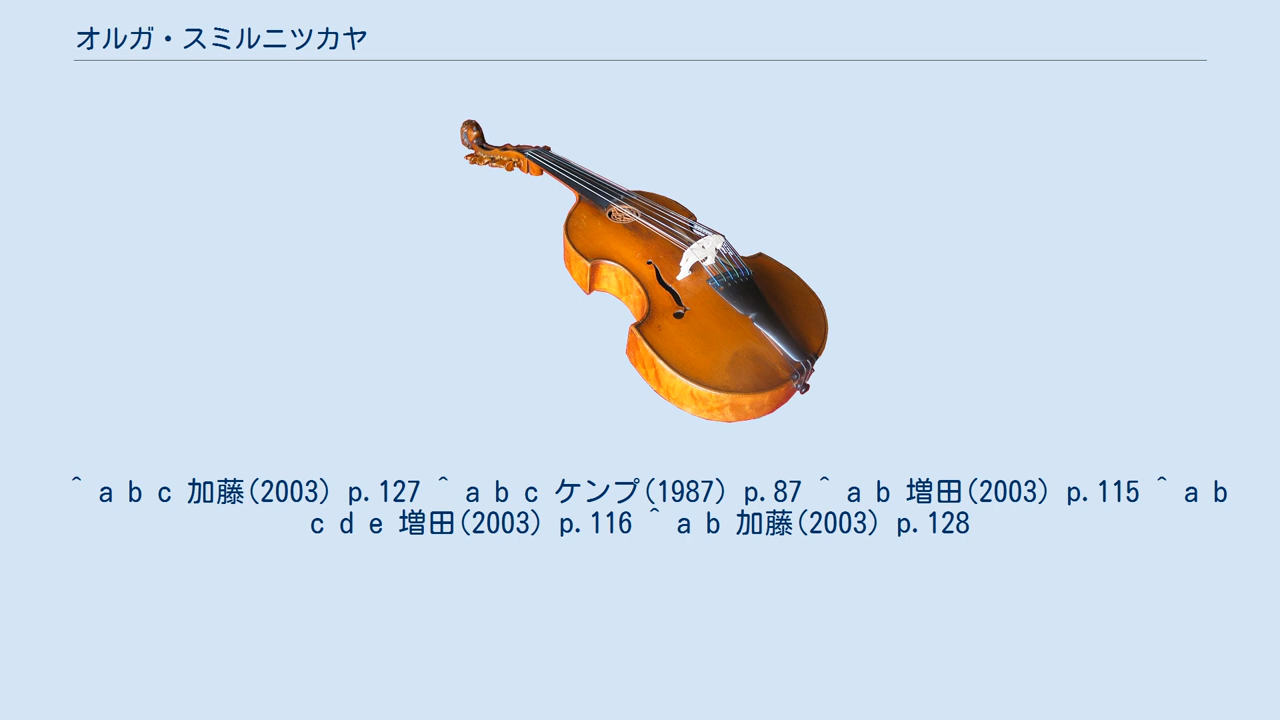 オルガ・スミルニツカヤ
^ a b c 加藤(2003) p.127 ^ a b c ケンプ(1987) p.87 ^ a b 増田(2003) p.115 ^ a b
c d e 増田(2003) p.116 ^ a b 加藤(2003) p.128